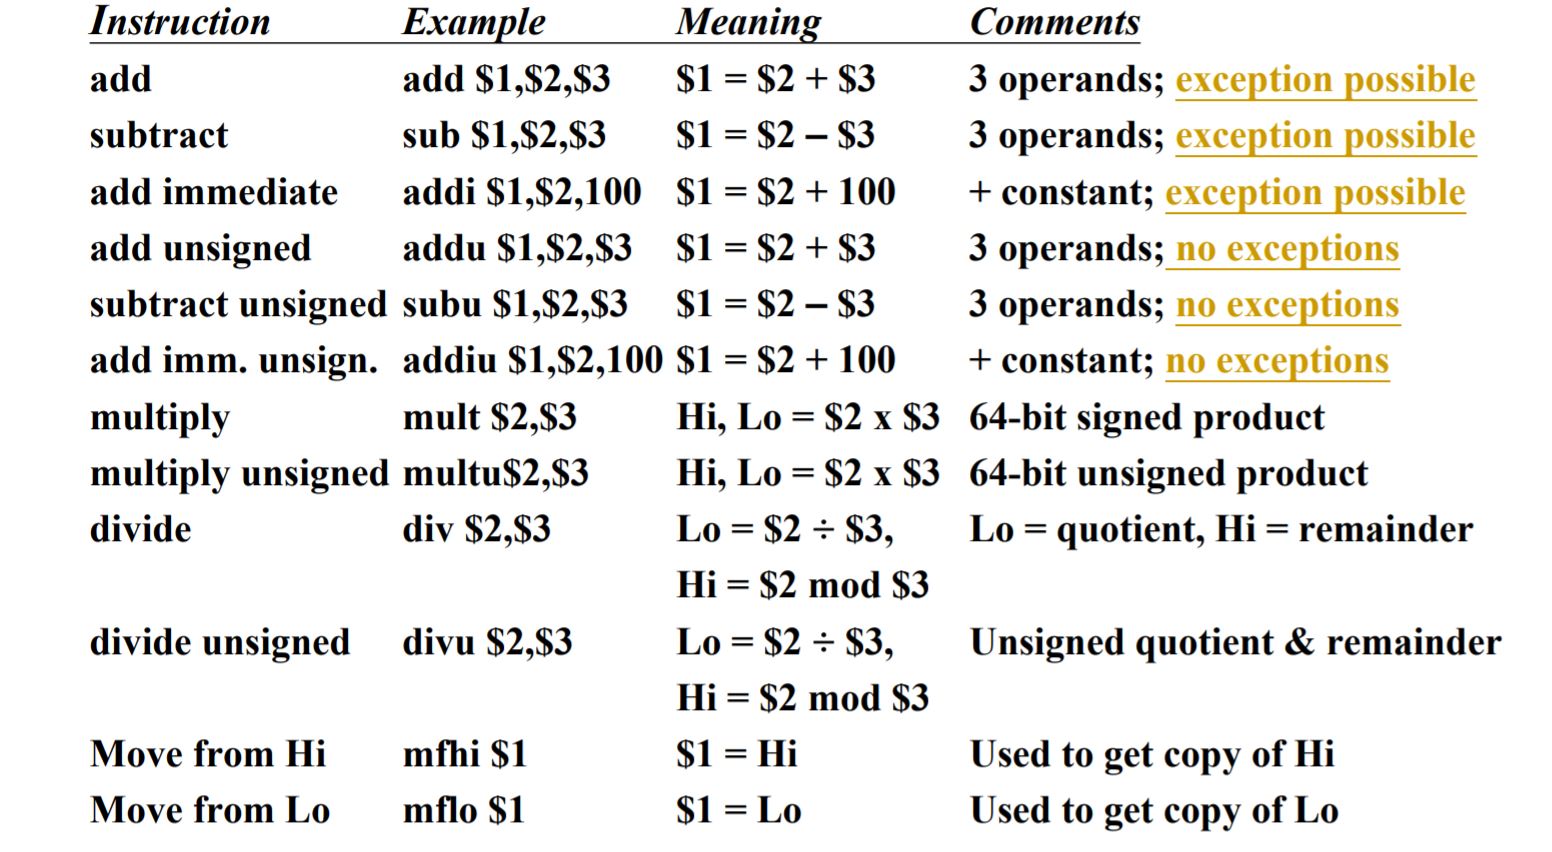 Instruction Example Meaning Comments
add add $1,$2,$3 $1 = $2 + $3 3 operands; exception possible
subtract sub $1,$2,$3 $1 = $2 – $3 3 operands; exception possible
add immediate addi $1,$2,100 $1 = $2 + 100 + constant; exception possible
add unsigned addu $1,$2,$3 $1 = $2 + $3 3 operands; no exceptions
subtract unsigned subu $1,$2,$3 $1 = $2 – $3 3 operands; no exceptions
add imm. unsign. addiu $1,$2,100 $1 = $2 + 100 + constant; no exceptions
multiply mult $2,$3 Hi, Lo = $2 x $3 64-bit signed product
multiply unsigned multu$2,$3 Hi, Lo = $2 x $3 64-bit unsigned product
divide div $2,$3 Lo = $2 ÷ $3, Lo = quotient, Hi = remainder
Hi = $2 mod $3
divide unsigned divu $2,$3 Lo = $2 ÷ $3, Unsigned quotient & remainder
Hi = $2 mod $3
Move from Hi mfhi $1 $1 = Hi Used to get copy of Hi
Move from Lo mflo $1 $1 = Lo Used to get copy of Lo